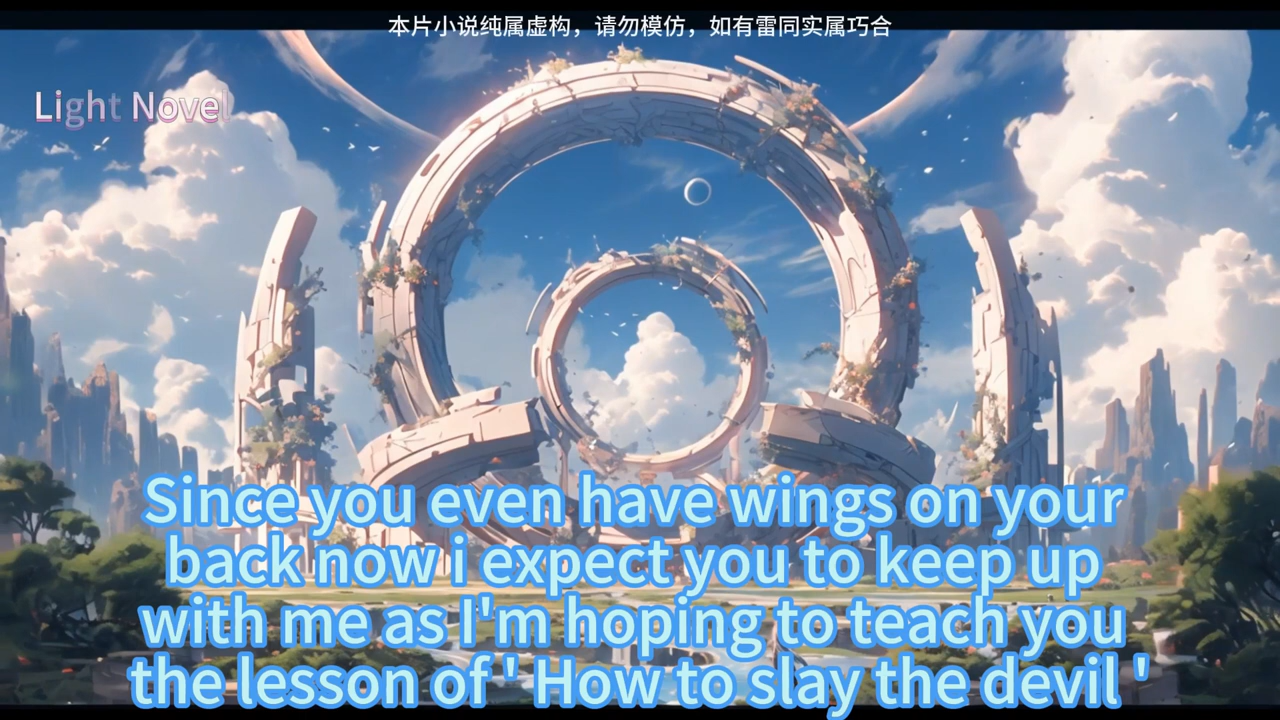 本片小说纯属虚构，请勿模仿，如有雷同实属巧合
Light Novel
Since you even have wings on your
back now i expect you to keep up
with me as I'm hoping to teach you
the lesson of ' How to slay the devil '